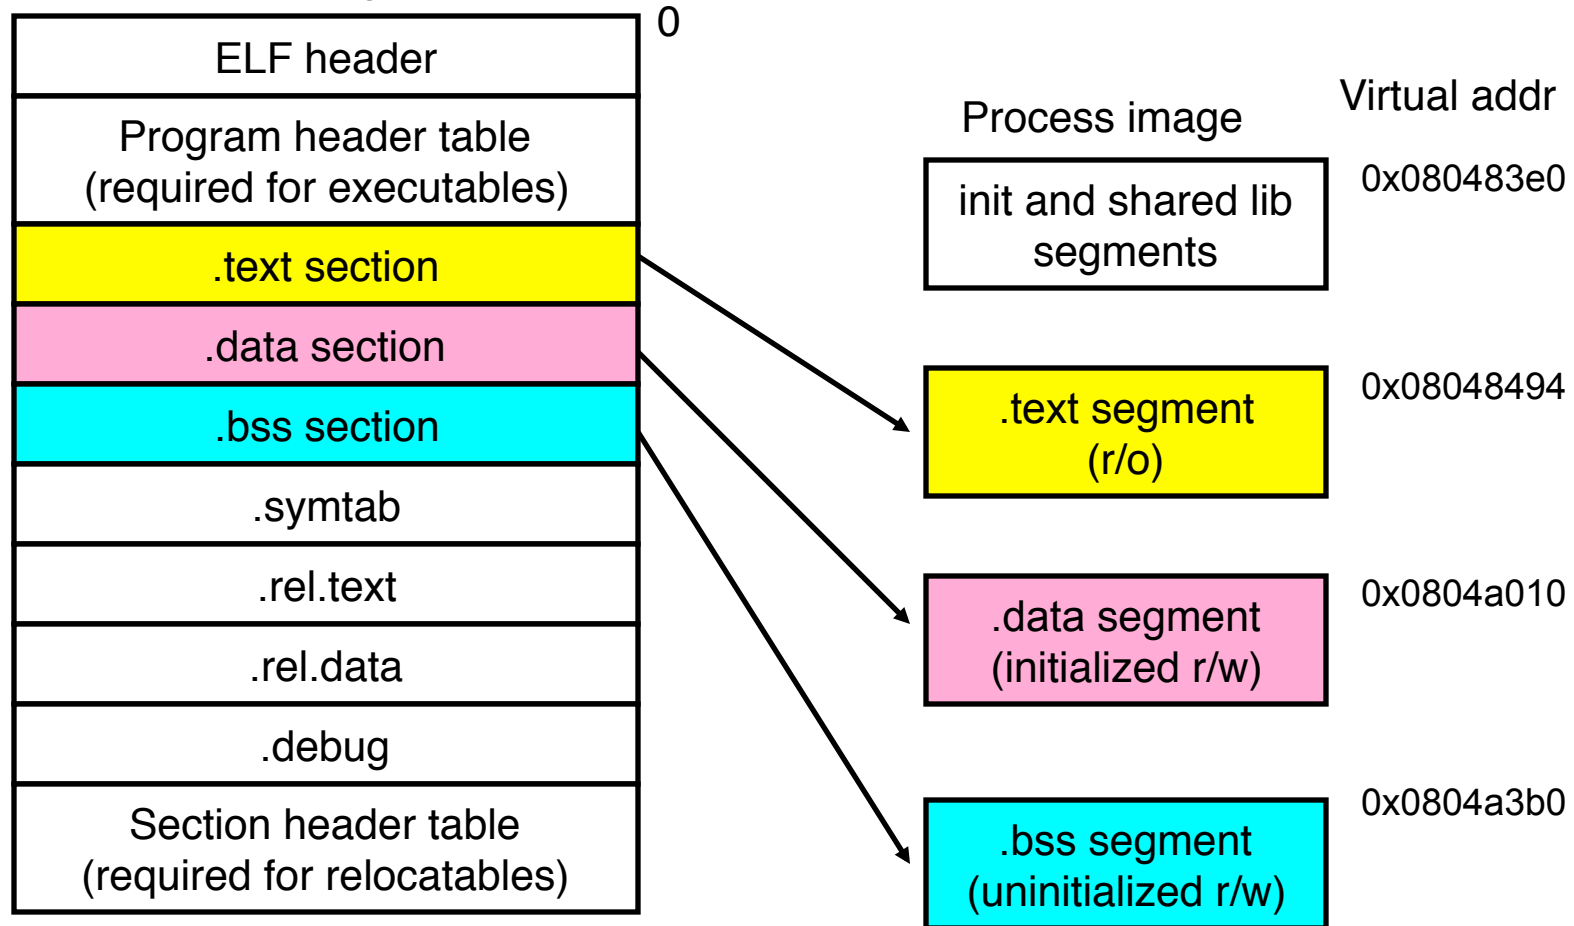 0
ELF header
Program header table
(required for executables)
.text section
.data section
.bss section
.symtab
.rel.text
.rel.data
.debug
Section header table
(required for relocatables)
Process image
Virtual addr
init and shared lib
segments
0x080483e0
.text segment
(r/o)
0x08048494
.data segment
(initialized r/w)
0x0804a010
.bss segment
(uninitialized r/w)
0x0804a3b0